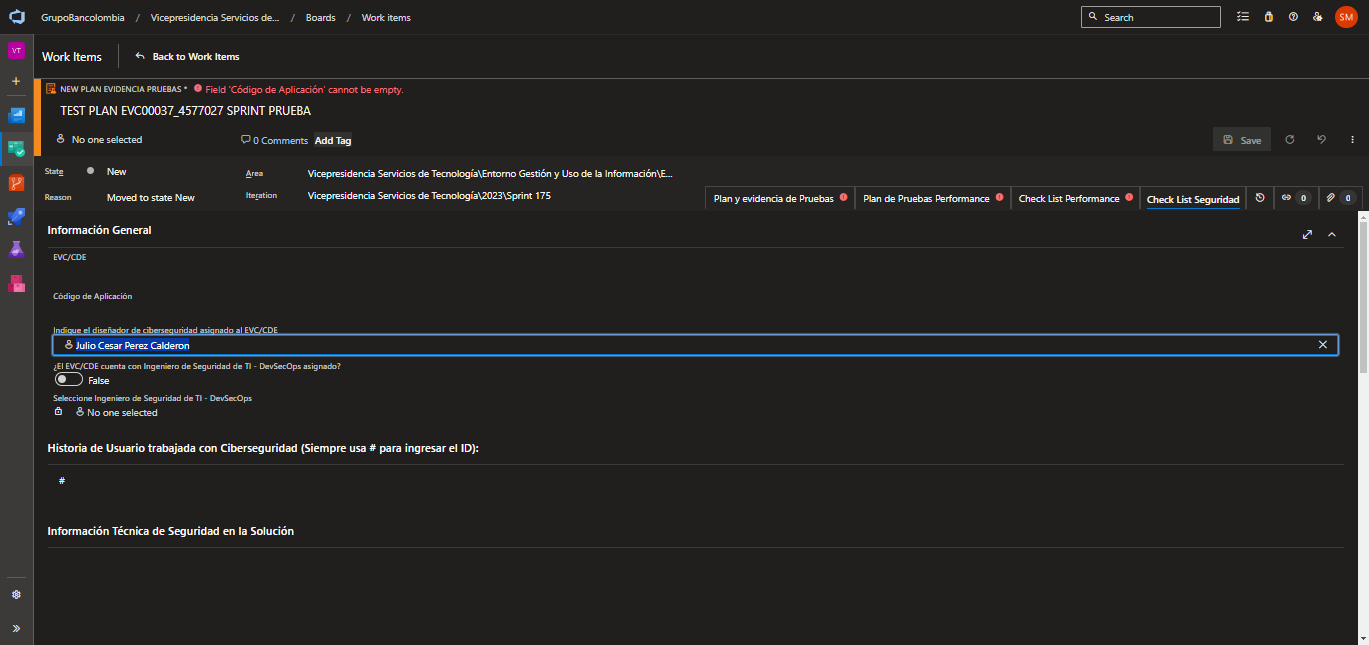 GrupoBancolombia / Vicepresidencia Servicios de... / Boards / Work items
Search
SM
VT
Work Items
Back to Work Items
NEW PLAN EVIDENCIA PRUEBAS * Field 'Código de Aplicación' cannot be empty.
TEST PLAN EVC00037_4577027 SPRINT PRUEBA
No one selected
0 Comments
Add Tag
Save
State
New
Area
Vicepresidencia Servicios de Tecnología\Entorno Gestión y Uso de la Información\E...
Reason
Moved to state New
Iteration
Vicepresidencia Servicios de Tecnología\2023\Sprint 175
Plan y evidencia de Pruebas
Plan de Pruebas Performance
Check List Performance
Check List Seguridad
0
0
Información General
EVC/CDE
Código de Aplicación
Indique el diseñador de ciberseguridad asignado al EVC/CDE
Julio Cesar Perez Calderon
¿El EVC/CDE cuenta con Ingeniero de Seguridad de TI - DevSecOps asignado?
False
Seleccione Ingeniero de Seguridad de TI - DevSecOps
No one selected
Historia de Usuario trabajada con Ciberseguridad (Siempre usa # para ingresar el ID):
#
Información Técnica de Seguridad en la Solución